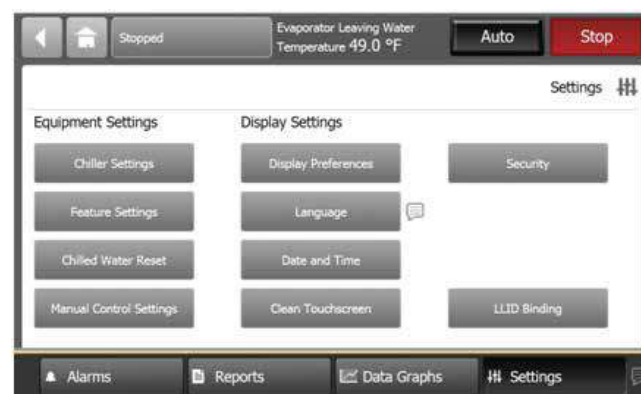 Stopped
Evaporator Leaving Water
Temperature 49.0 °F
Auto
Stop
Settings
Equipment Settings
Display Settings
Chiller Settings
Display Preferences
Security
Feature Settings
Language
Chilled Water Reset
Date and Time
Manual Control Settings
Clean Touchscreen
LLID Binding
Alarms
Reports
Data Graphs
Settings